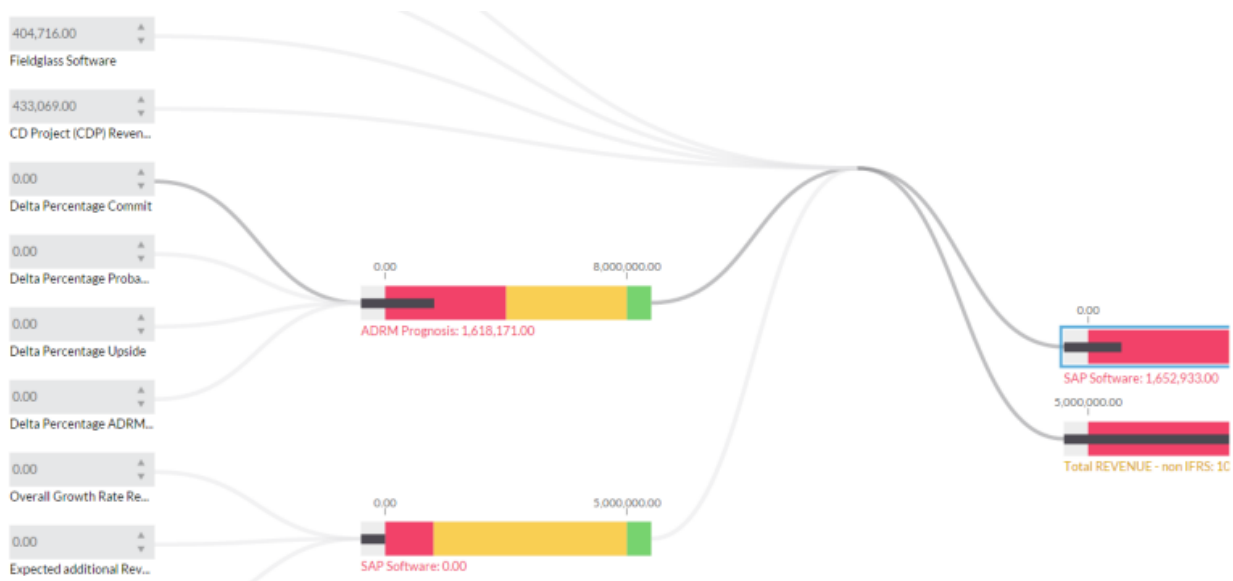 404,716.00
Fieldglass Software
433,069.00
CD Project (CDP) Reven...
0.00
Delta Percentage Commit
0.00
Delta Percentage Proba...
0.00
Delta Percentage Upside
0.00
Delta Percentage ADRM...
0.00
Overall Growth Rate Re...
0.00
Expected additional Rev...
0.00 8,000,000.00
ADRM Prognosis: 1,618,171.00
0.00 5,000,000.00
SAP Software: 0.00
0.00
SAP Software: 1,652,933.00
5,000,000.00
Total REVENUE - non IFRS: 10